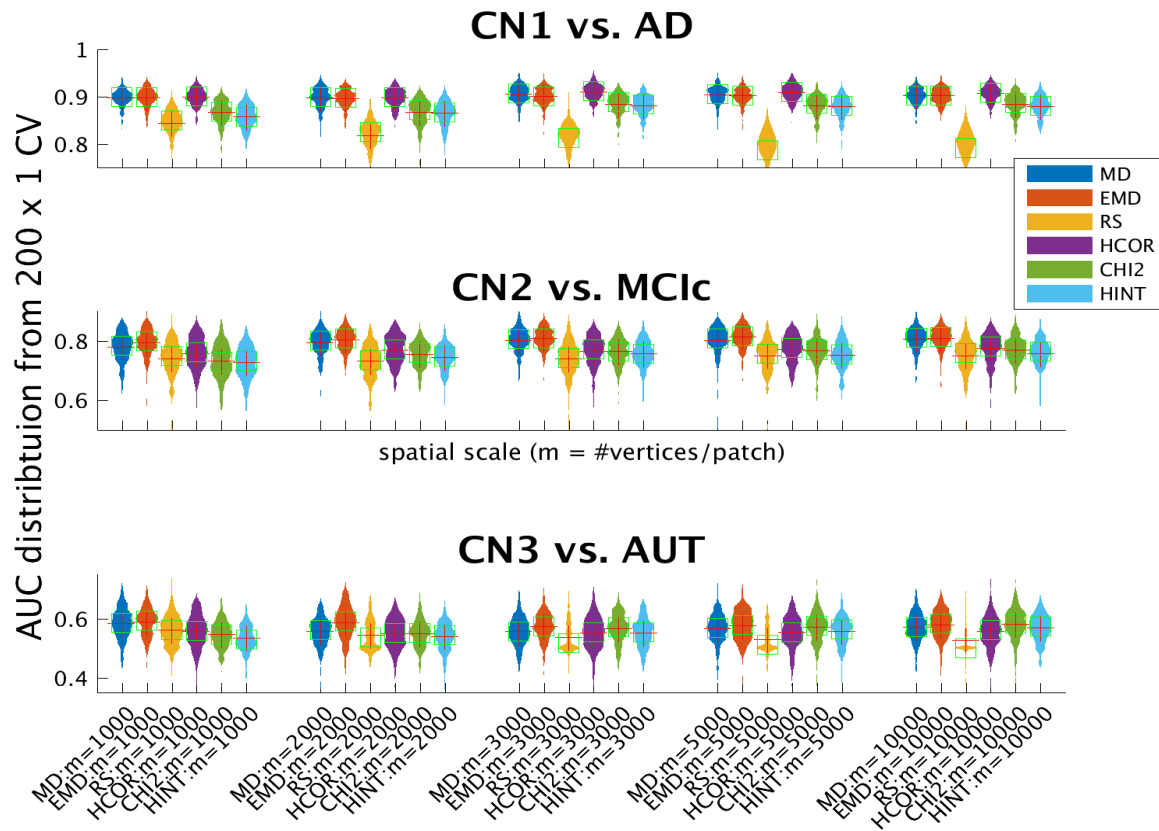 CN1 vs. AD
1
0.9
0.8
MD
EMD
RS
HCOR
CHI2
HINT
AUC distribtuion from 200 x 1 CV
CN2 vs. MCIc
0.8
0.6
spatial scale (m = #vertices/patch)
CN3 vs. AUT
0.6
0.4
MD:m=1000
EMD:m=1000
RS:m=1000
HCOR:m=1000
CHI2:m=1000
HINT:m=1000
MD:m=2000
EMD:m=2000
RS:m=2000
HCOR:m=2000
CHI2:m=2000
HINT:m=2000
MD:m=3000
EMD:m=3000
RS:m=3000
HCOR:m=3000
CHI2:m=3000
HINT:m=3000
MD:m=5000
EMD:m=5000
RS:m=5000
HCOR:m=5000
CHI2:m=5000
HINT:m=5000
MD:m=10000
EMD:m=10000
RS:m=10000
HCOR:m=10000
CHI2:m=10000
HINT:m=10000